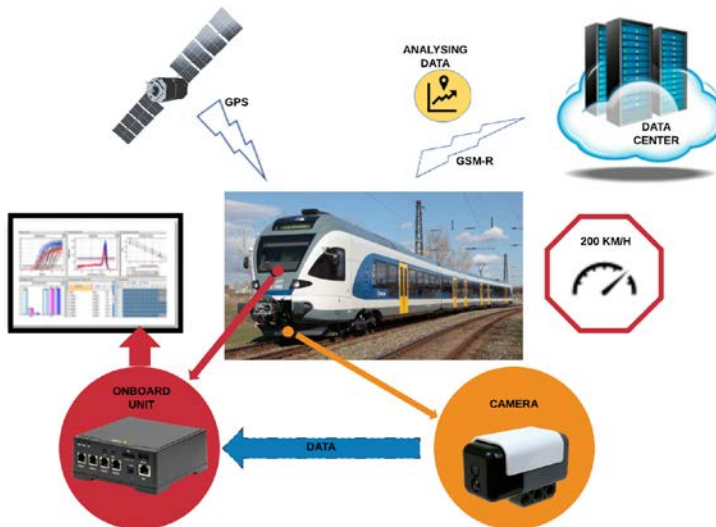 ANALYSING
DATA
GPS
DATA
CENTER
GSM-R
200 KM/H
ONBOARD
UNIT
CAMERA
DATA